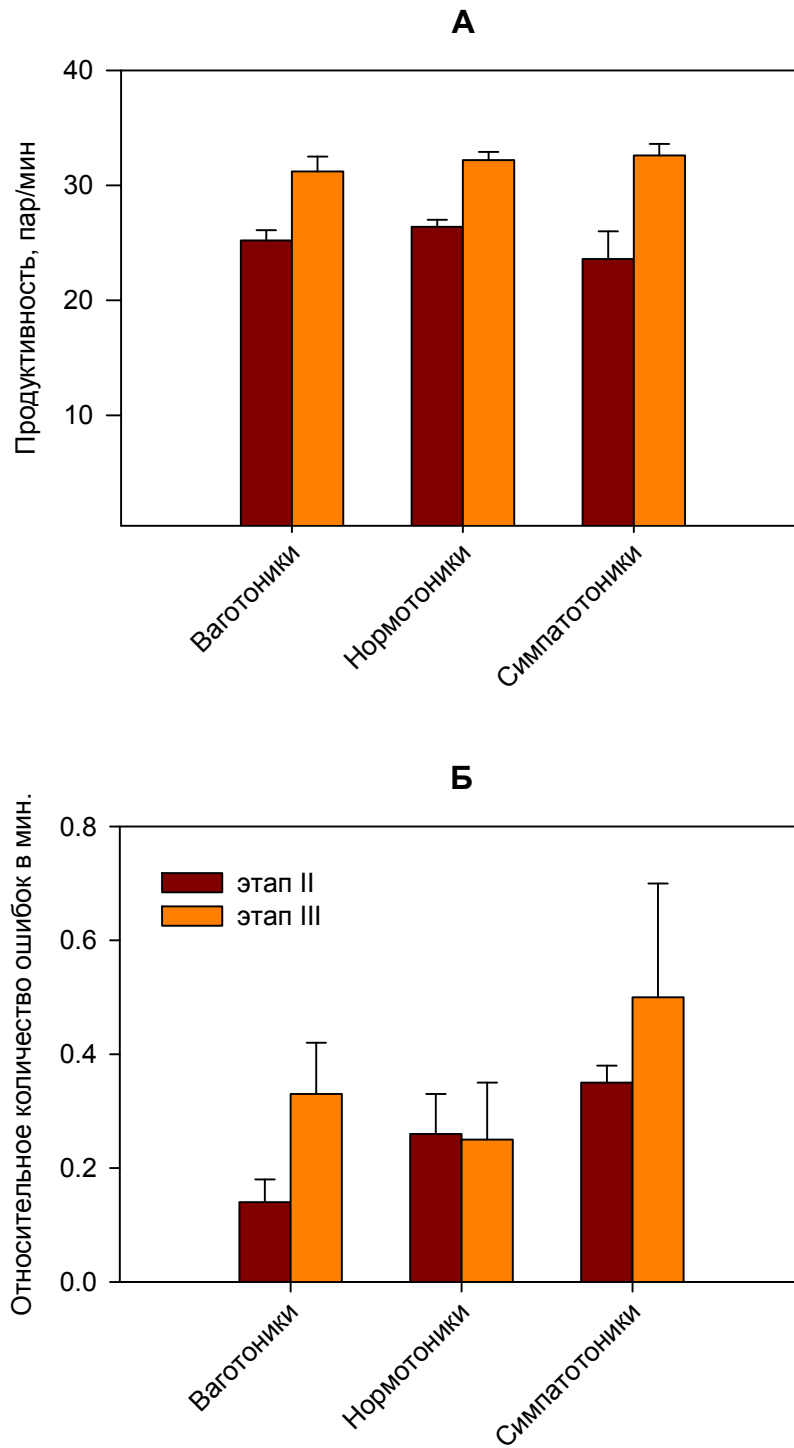 А
Продуктивность, пар/мин
40
30
20
10
Ваготоники
Нормотоники
Симпатотоники
Б
Относительное количество ошибок в мин.
0.8
0.6
0.4
0.2
0.0
этап II
этап III
Ваготоники
Нормотоники
Симпатотоники